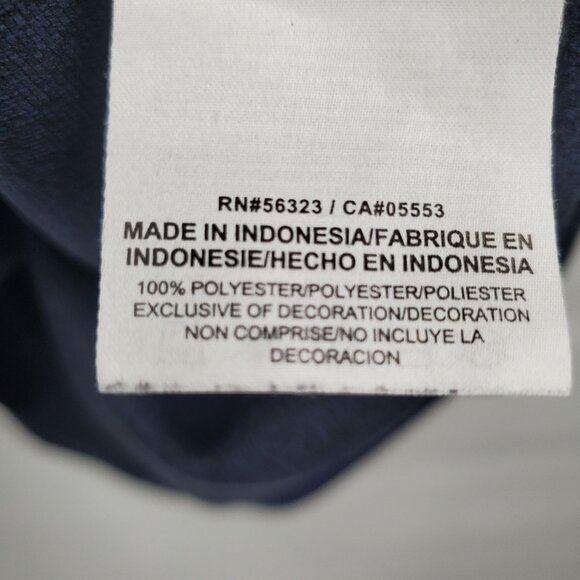 RN#56323 / CA#05553
MADE IN INDONESIA/FABRIQUE EN
INDONESIE/HECHO EN INDONESIA
100% POLYESTER/POLYESTER/POLIESTER
EXCLUSIVE OF DECORATION/DECORATION
NON COMPRISE/NO INCLUYE LA
DECORACION